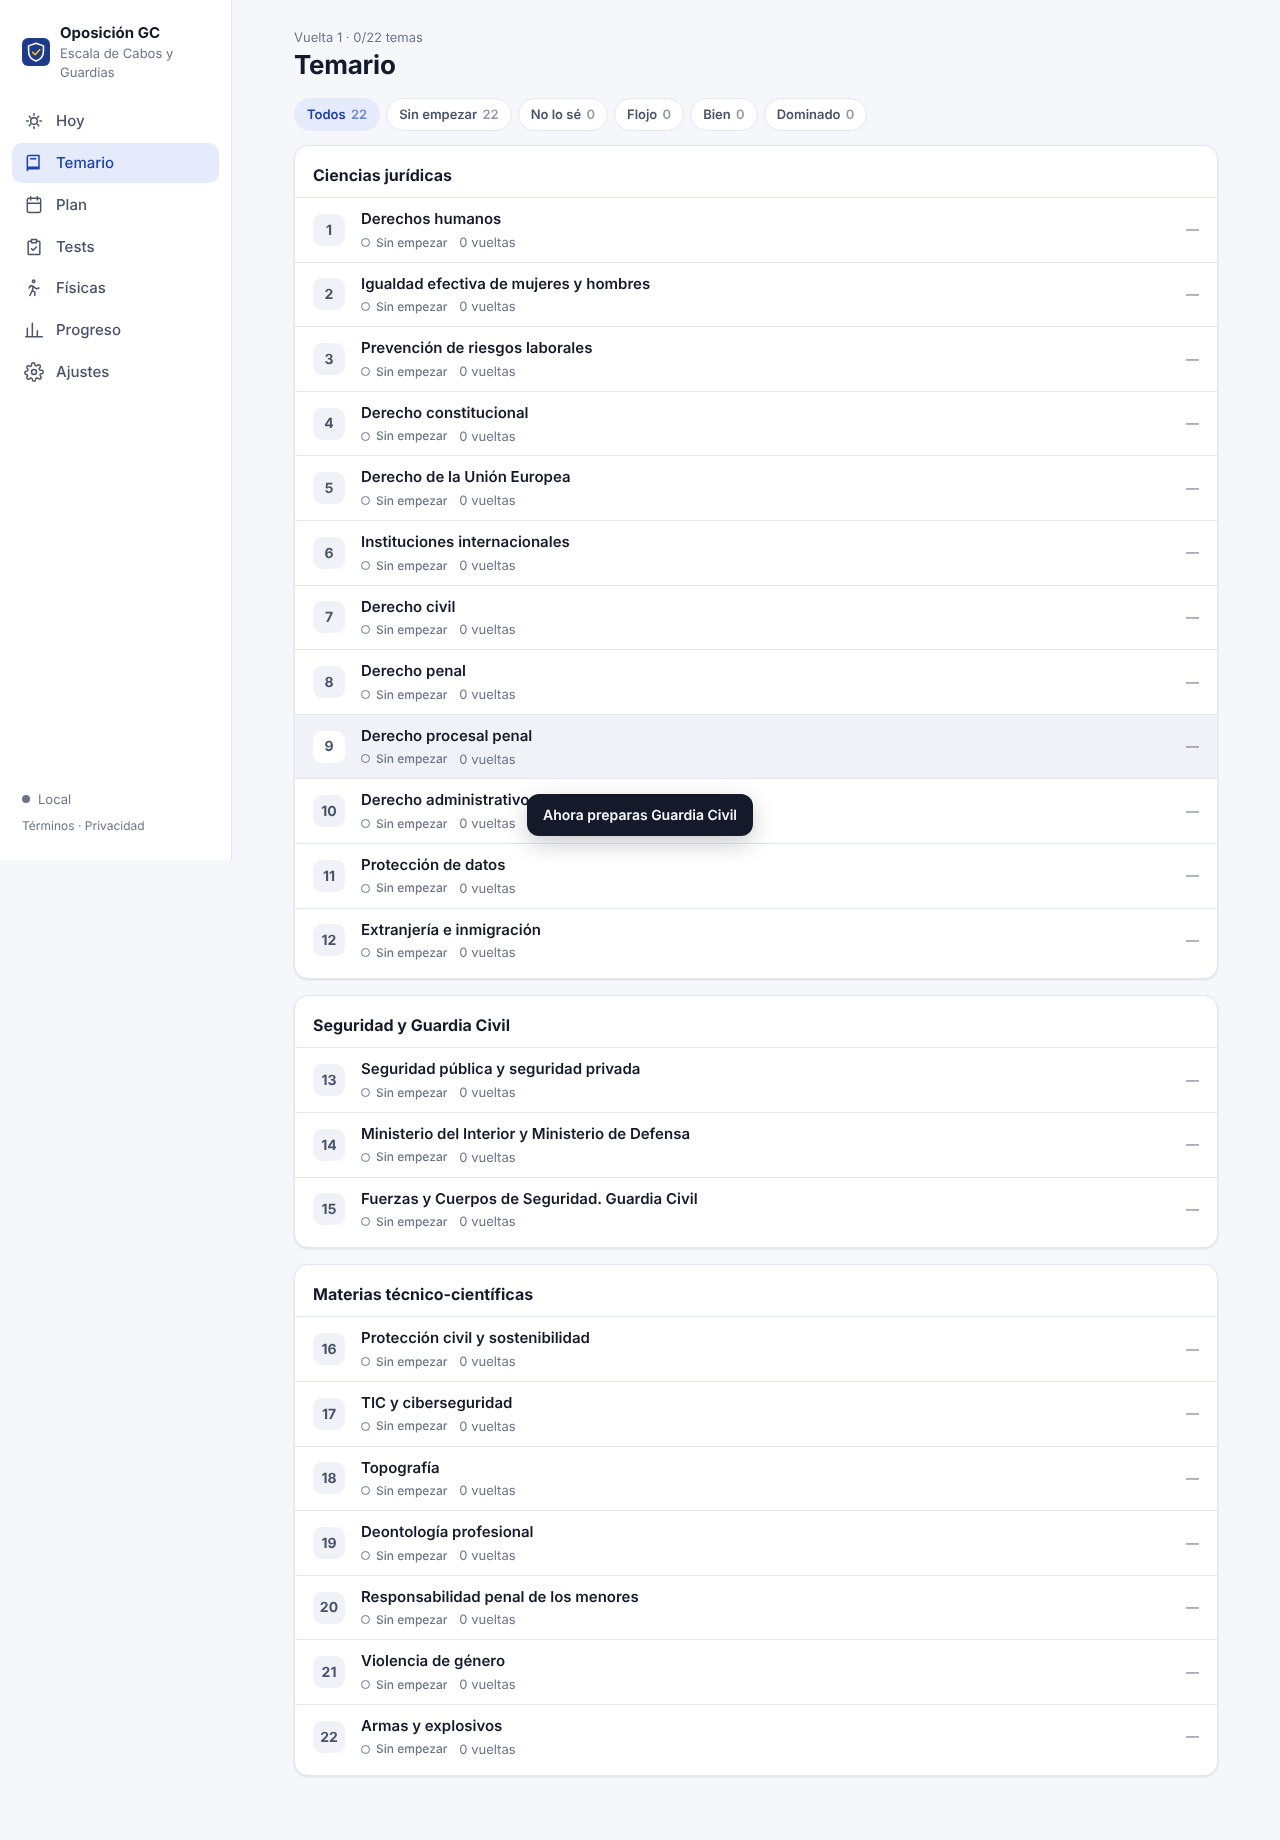 Oposición GC
Escala de Cabos y
Guardias
Hoy
Temario
Plan
Tests
Físicas
Progreso
Ajustes
Local
Términos · Privacidad
Vuelta 1 · 0/22 temas
Temario
Todos 22
Sin empezar 22
No lo sé 0
Flojo 0
Bien 0
Dominado 0
Ciencias jurídicas
1
Derechos humanos
Sin empezar 0 vueltas
—
2
Igualdad efectiva de mujeres y hombres
Sin empezar 0 vueltas
—
3
Prevención de riesgos laborales
Sin empezar 0 vueltas
—
4
Derecho constitucional
Sin empezar 0 vueltas
—
5
Derecho de la Unión Europea
Sin empezar 0 vueltas
—
6
Instituciones internacionales
Sin empezar 0 vueltas
—
7
Derecho civil
Sin empezar 0 vueltas
—
8
Derecho penal
Sin empezar 0 vueltas
—
9
Derecho procesal penal
Sin empezar 0 vueltas
—
10
Derecho administrativo
Sin empezar 0 vueltas
—
Ahora preparas Guardia Civil
11
Protección de datos
Sin empezar 0 vueltas
—
12
Extranjería e inmigración
Sin empezar 0 vueltas
—
Seguridad y Guardia Civil
13
Seguridad pública y seguridad privada
Sin empezar 0 vueltas
—
14
Ministerio del Interior y Ministerio de Defensa
Sin empezar 0 vueltas
—
15
Fuerzas y Cuerpos de Seguridad. Guardia Civil
Sin empezar 0 vueltas
—
Materias técnico-científicas
16
Protección civil y sostenibilidad
Sin empezar 0 vueltas
—
17
TIC y ciberseguridad
Sin empezar 0 vueltas
—
18
Topografía
Sin empezar 0 vueltas
—
19
Deontología profesional
Sin empezar 0 vueltas
—
20
Responsabilidad penal de los menores
Sin empezar 0 vueltas
—
21
Violencia de género
Sin empezar 0 vueltas
—
22
Armas y explosivos
Sin empezar 0 vueltas
—